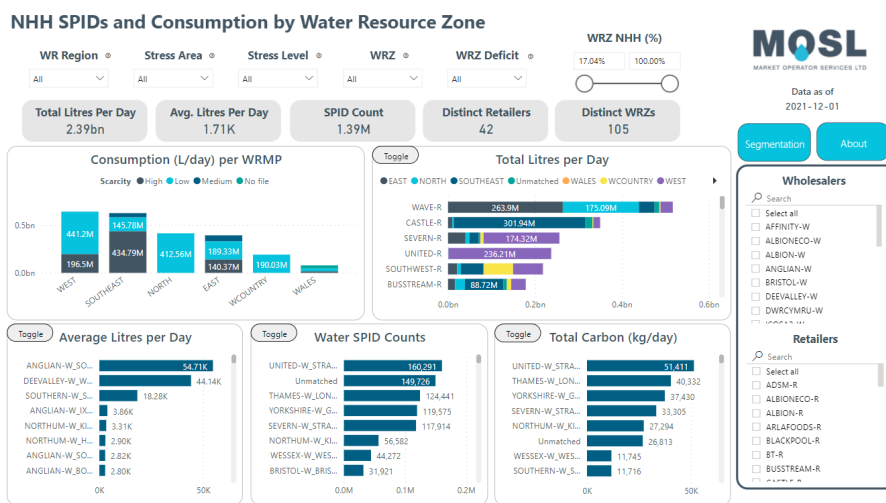 NHH SPIDs and Consumption by Water Resource Zone
WR Region
Stress Area
Stress Level
WRZ
WRZ Deficit
WRZ NHH (%)
All
All
All
All
All
17.04%
100.00%
MOSL
MARKET OPERATOR SERVICES LTD
Data as of
2021-12-01
Total Litres Per Day
2.39bn
Avg. Litres Per Day
1.71K
SPID Count
1.39M
Distinct Retailers
42
Distinct WRZs
105
Segmentation
About
Consumption (L/day) per WRMP
Scarcity High Low Medium No file
0.5bn
0.0bn
441.2M
196.5M
145.78M
434.79M
412.56M
189.33M
140.37M
190.03M
WEST
SOUTHEAST
NORTH
EAST
WCOUNTRY
WALES
Toggle
Total Litres per Day
EAST NORTH SOUTHEAST Unmatched WALES WCOUNTRY WEST
WAVE-R 263.9M 175.09M
CASTLE-R 301.94M
SEVERN-R 174.32M
UNITED-R 236.21M
SOUTHWEST-R
BUSSTREAM-R 88.72M
0.0bn 0.2bn 0.4bn 0.6bn
Wholesalers
Search
Select all
AFFINITY-W
ALBIONECO-W
ALBION-W
ANGLIAN-W
BRISTOL-W
DEEVALLEY-W
DWRCYMRU-W
Retailers
Search
Select all
ADSM-R
ALBIONECO-R
ALBION-R
ARLAFOODS-R
BLACKPOOL-R
BT-R
BUSSTREAM-R
Toggle
Average Litres per Day
ANGLIAN-W_SO... 54.71K
DEEVALLEY-W_W... 44.14K
SOUTHERN-W_S... 18.28K
ANGLIAN-W_IX... 3.86K
NORTHUM-W_KI... 3.31K
NORTHUM-W_H... 2.90K
ANGLIAN-W_SO... 2.82K
ANGLIAN-W_BO... 2.80K
0K 50K
Toggle
Water SPID Counts
UNITED-W_STRA... 160,291
Unmatched 149,726
THAMES-W_LON... 124,441
YORKSHIRE-W_G... 119,575
SEVERN-W_STRA... 117,914
NORTHUM-W_KI... 56,582
WESSEX-W_WES... 44,272
BRISTOL-W_BRIS... 31,921
0.0M 0.1M 0.2M
Toggle
Total Carbon (kg/day)
UNITED-W_STRA... 51,411
THAMES-W_LON... 40,332
YORKSHIRE-W_G... 37,430
SEVERN-W_STRA... 33,305
NORTHUM-W_KI... 27,294
Unmatched 26,813
WESSEX-W_WES... 11,745
SOUTHERN-W_S... 11,716
0K 50K